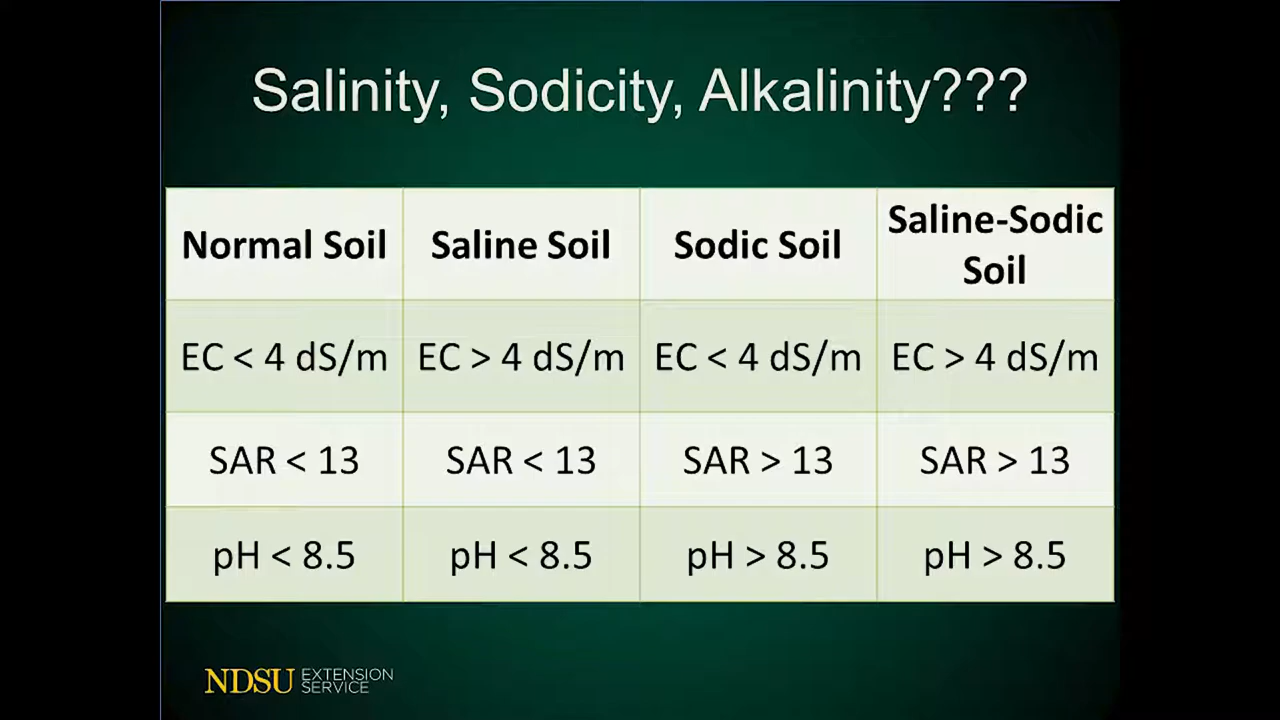 Salinity, Sodicity, Alkalinity???
Normal Soil
Saline Soil
Sodic Soil
Saline-Sodic
Soil
EC < 4 dS/m
EC > 4 dS/m
EC < 4 dS/m
EC > 4 dS/m
SAR < 13
SAR < 13
SAR > 13
SAR > 13
pH < 8.5
pH < 8.5
pH > 8.5
pH > 8.5
NDSU
EXTENSION
SERVICE